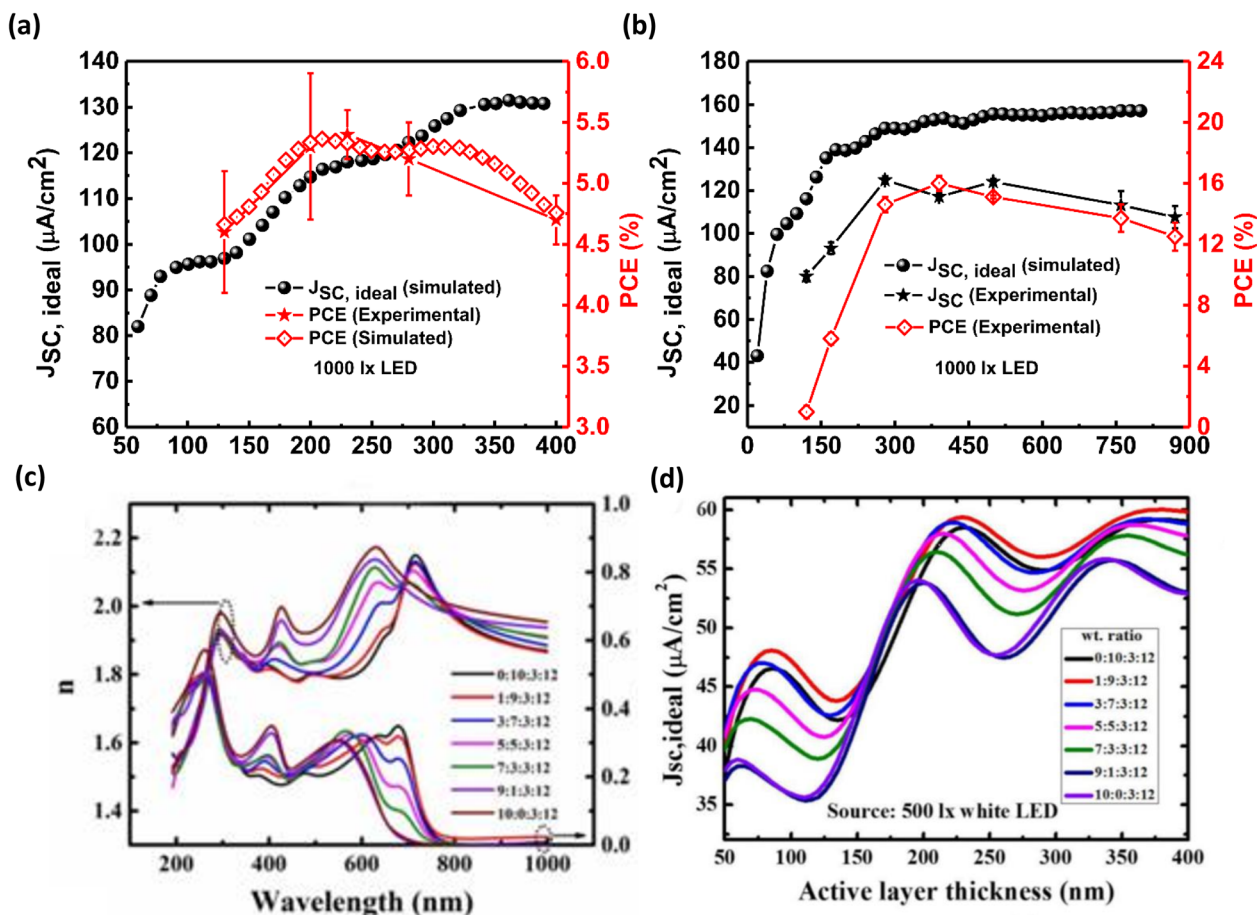 (a)
140
130
120
110
100
90
80
70
60
J_SC, ideal (µA/cm²)
6.0
5.5
5.0
4.5
4.0
3.5
3.0
PCE (%)
J_SC, ideal (simulated)
PCE (Experimental)
PCE (Simulated)
1000 lx LED
50 100 150 200 250 300 350 400
(b)
180
160
140
120
100
80
60
40
20
J_SC, ideal (µA/cm²)
24
20
16
12
8
4
0
PCE (%)
J_SC, ideal (simulated)
J_SC (Experimental)
PCE (Experimental)
1000 lx LED
0 150 300 450 600 750 900
(c)
2.2
2.0
1.8
1.6
1.4
n
1.0
0.8
0.6
0.4
0.2
0.0
0:10:3:12
1:9:3:12
3:7:3:12
5:5:3:12
7:3:3:12
9:1:3:12
10:0:3:12
200 400 600 800 1000
Wavelength (nm)
(d)
60
55
50
45
40
35
Jsc,ideal (µA/cm²)
wt. ratio
0:10:3:12
1:9:3:12
3:7:3:12
5:5:3:12
7:3:3:12
9:1:3:12
10:0:3:12
Source: 500 lx white LED
50 100 150 200 250 300 350 400
Active layer thickness (nm)